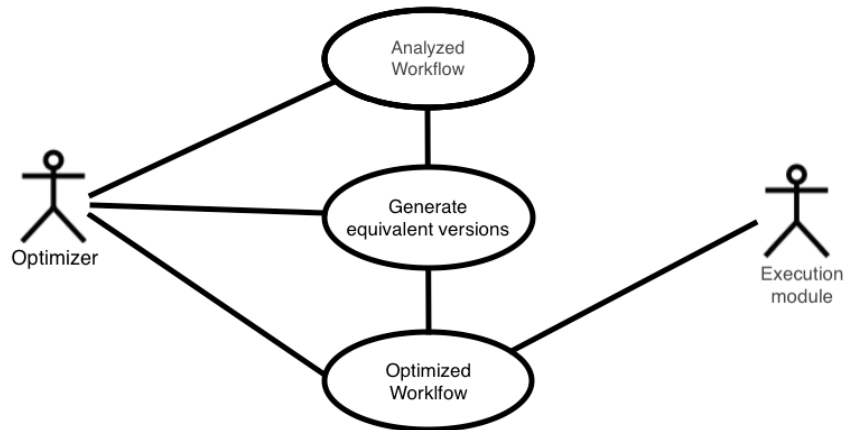 Analyzed
Workflow
Generate
equivalent versions
Optimizer
Execution
module
Optimized
Worklfow